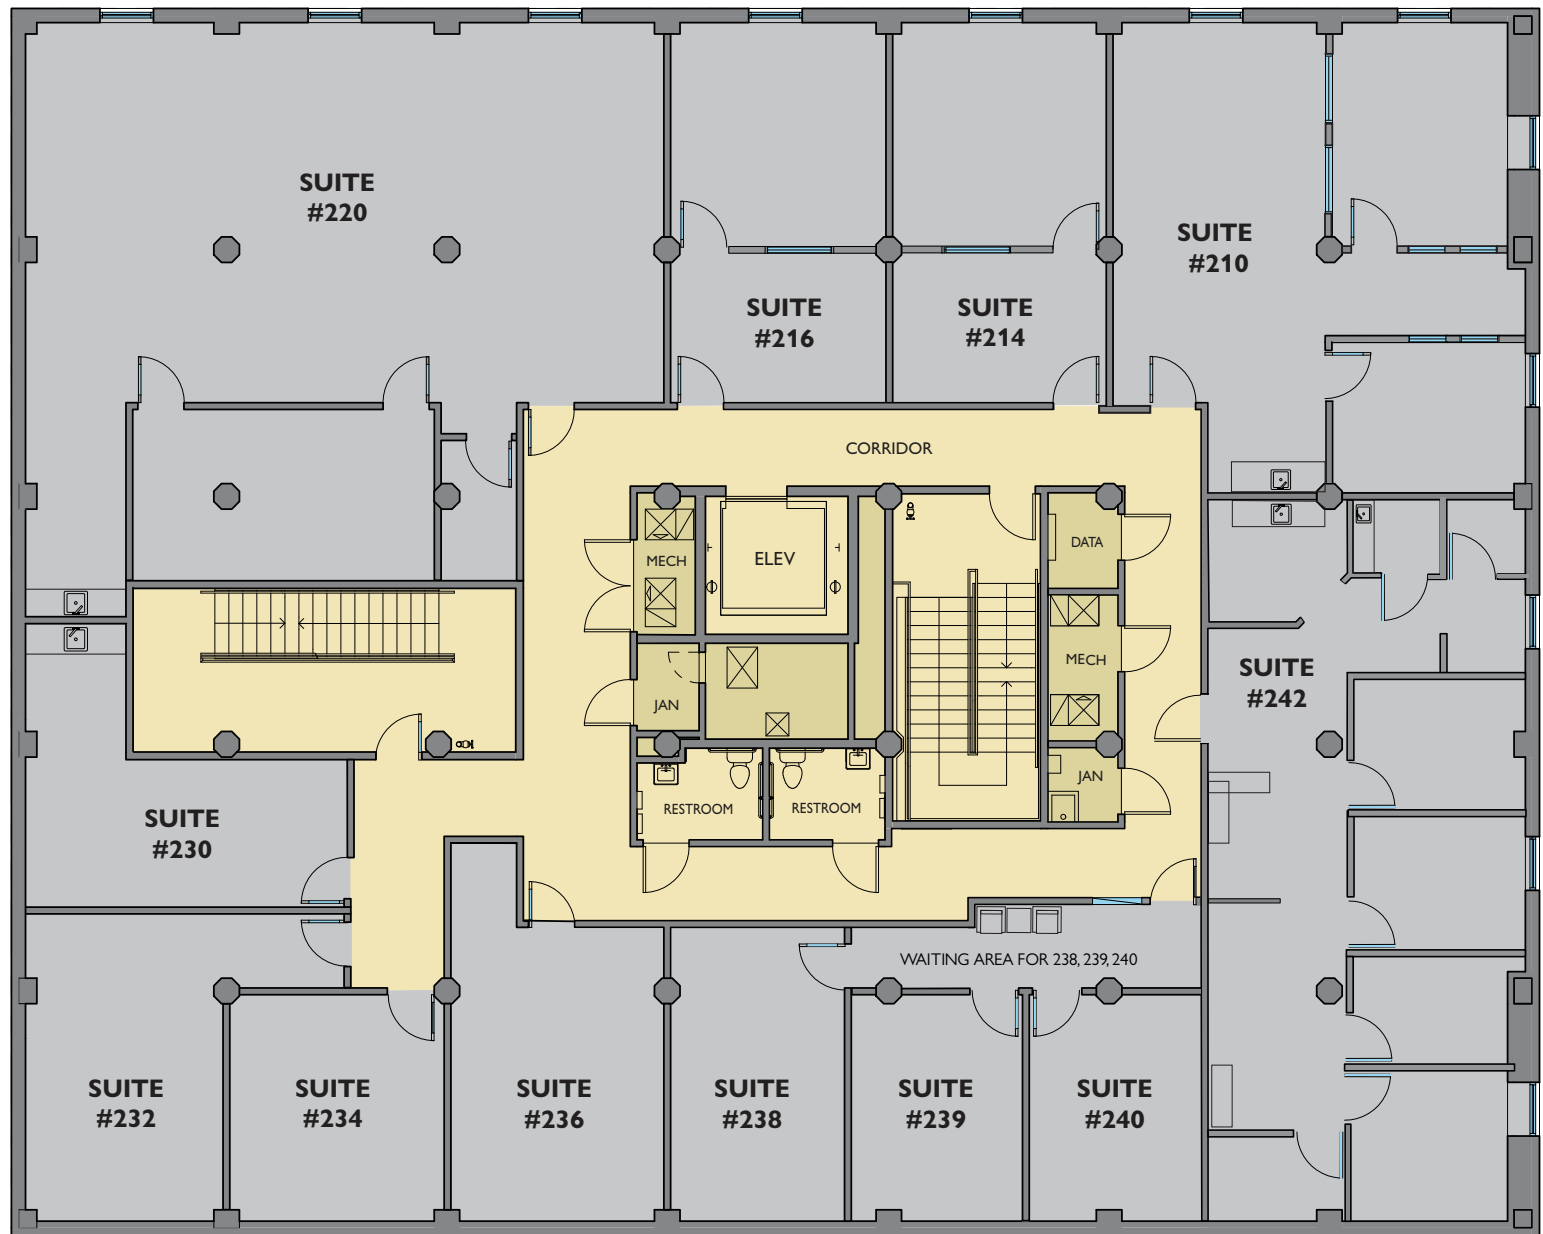 SUITE
#220
SUITE
#210
SUITE
#216
SUITE
#214
CORRIDOR
MECH
ELEV
DATA
MECH
JAN
JAN
RESTROOM
RESTROOM
SUITE
#242
SUITE
#230
WAITING AREA FOR 238, 239, 240
SUITE
#232
SUITE
#234
SUITE
#236
SUITE
#238
SUITE
#239
SUITE
#240